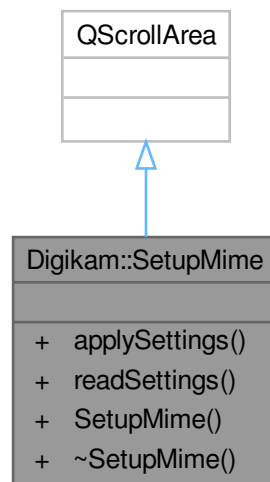 QScrollArea
Digikam::SetupMime
+ applySettings()
+ readSettings()
+ SetupMime()
+ ~SetupMime()